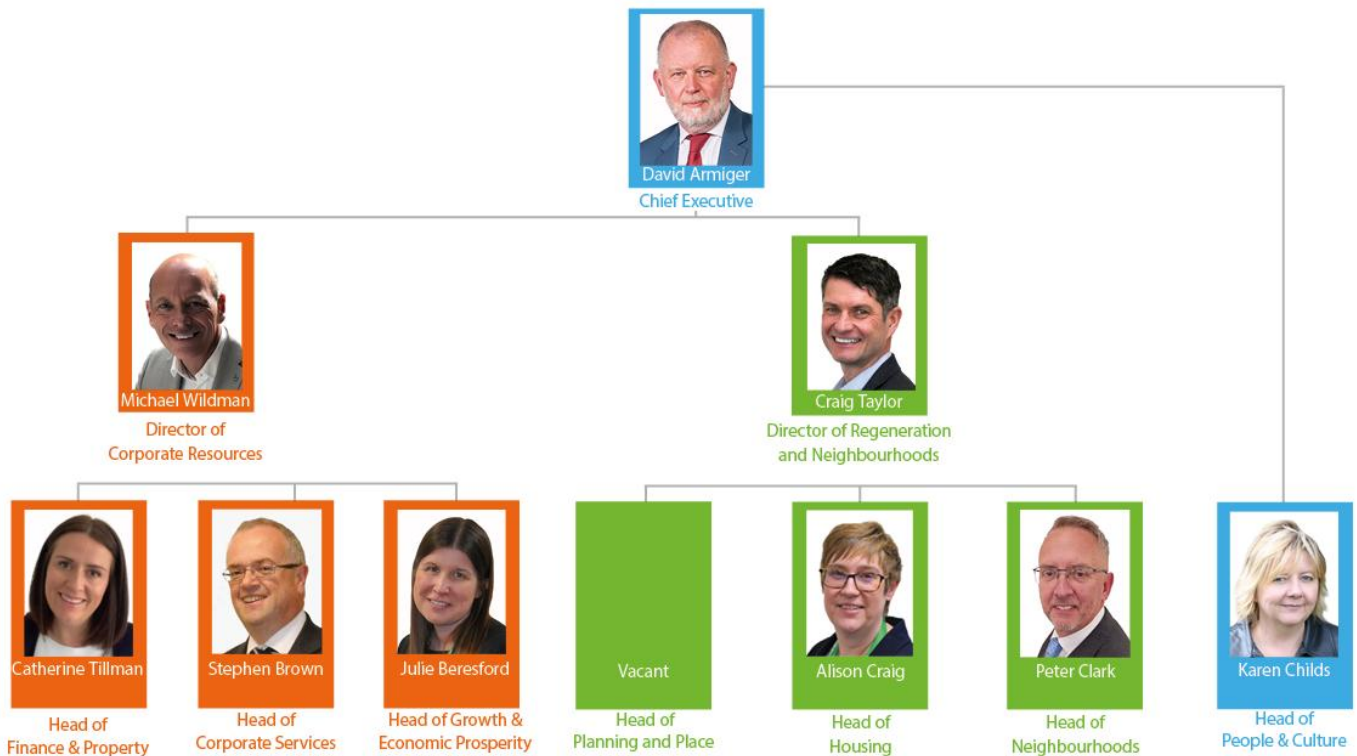 David Armiger
Chief Executive
Michael Wildman
Director of
Corporate Resources
Craig Taylor
Director of Regeneration
and Neighbourhoods
Catherine Tillman
Head of
Finance & Property
Stephen Brown
Head of
Corporate Services
Julie Beresford
Head of Growth &
Economic Prosperity
Vacant
Head of
Planning and Place
Alison Craig
Head of
Housing
Peter Clark
Head of
Neighbourhoods
Karen Childs
Head of
People & Culture